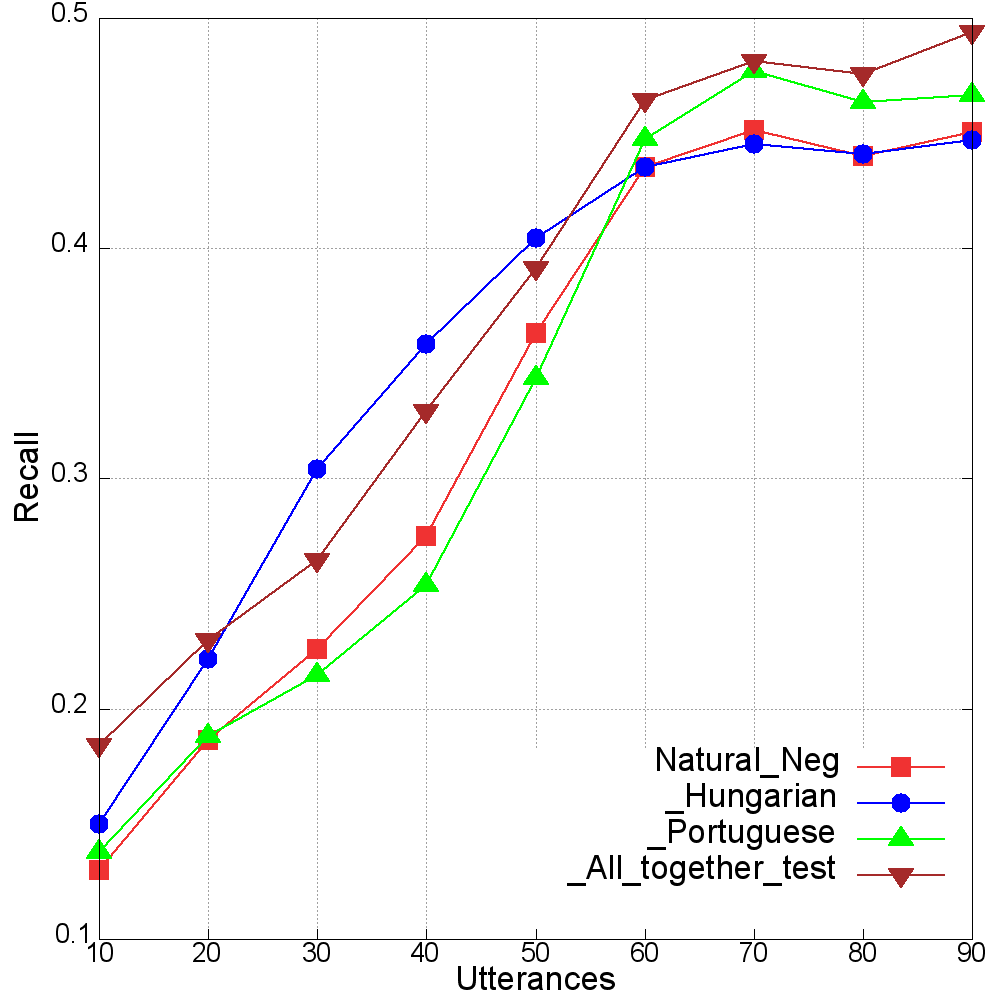 0.5
0.4
0.3
0.2
0.1
Recall
Natural_Neg
_Hungarian
_Portuguese
_All_together_test
10 20 30 40 50 60 70 80 90
Utterances